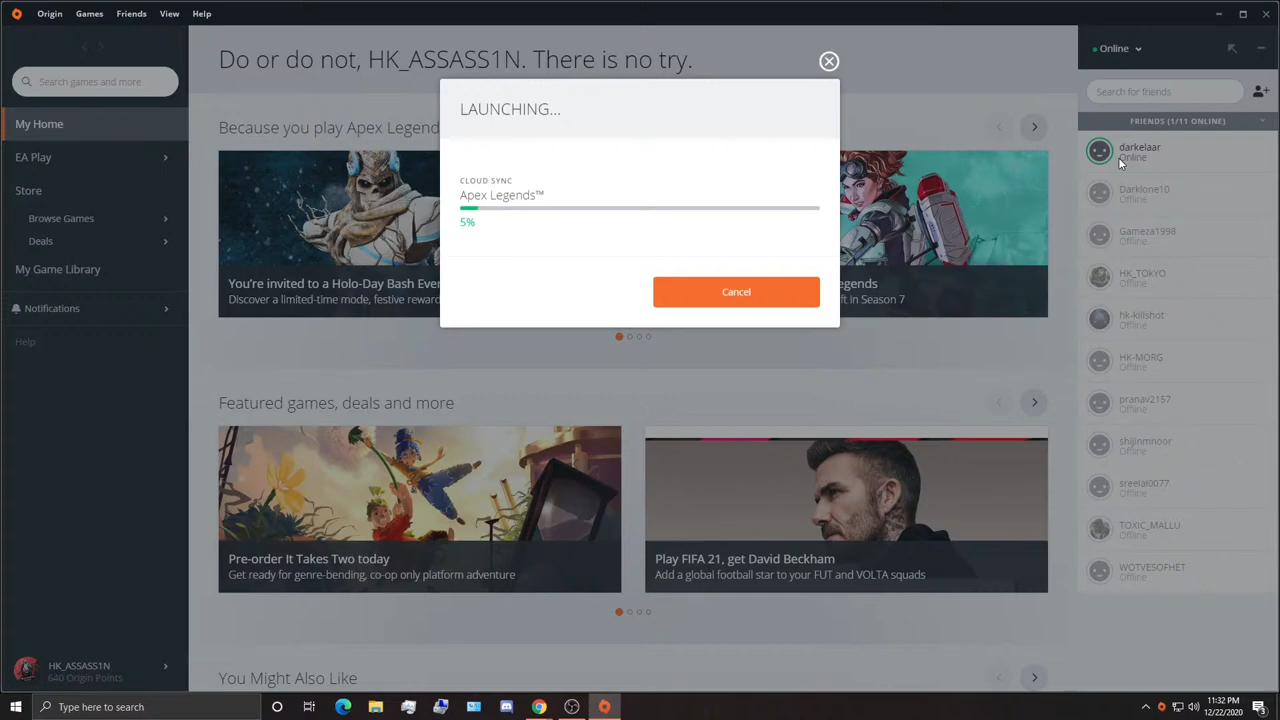 Origin Games Friends View Help
Search games and more
My Home
EA Play
Store
Browse Games
Deals
My Game Library
Notifications
Help
HK_ASSASS1N
640 Origin Points
Do or do not, HK_ASSASS1N. There is no try.
Because you play Apex Legend
You're invited to a Holo-Day Bash Ever
Discover a limited-time mode, festive rewar
egends
ft in Season 7
LAUNCHING...
CLOUD SYNC
Apex Legends™
5%
Cancel
Featured games, deals and more
Pre-order It Takes Two today
Get ready for genre-bending, co-op only platform adventure
Play FIFA 21, get David Beckham
Add a global football star to your FUT and VOLTA squads
You Might Also Like
Online
Search for friends
FRIENDS (1/11 ONLINE)
darkelaar
Online
Darklone10
Offline
Gameza1998
Offline
HK_TOKYO
Offline
hk-killshot
Offline
HK-MORG
Offline
pranav2157
Offline
shijinmnoor
Offline
sreelal0077
Offline
TOXIC_MALLU
Offline
WOTVESOFHET
Offline
Type here to search
11:32 PM
12/22/2020